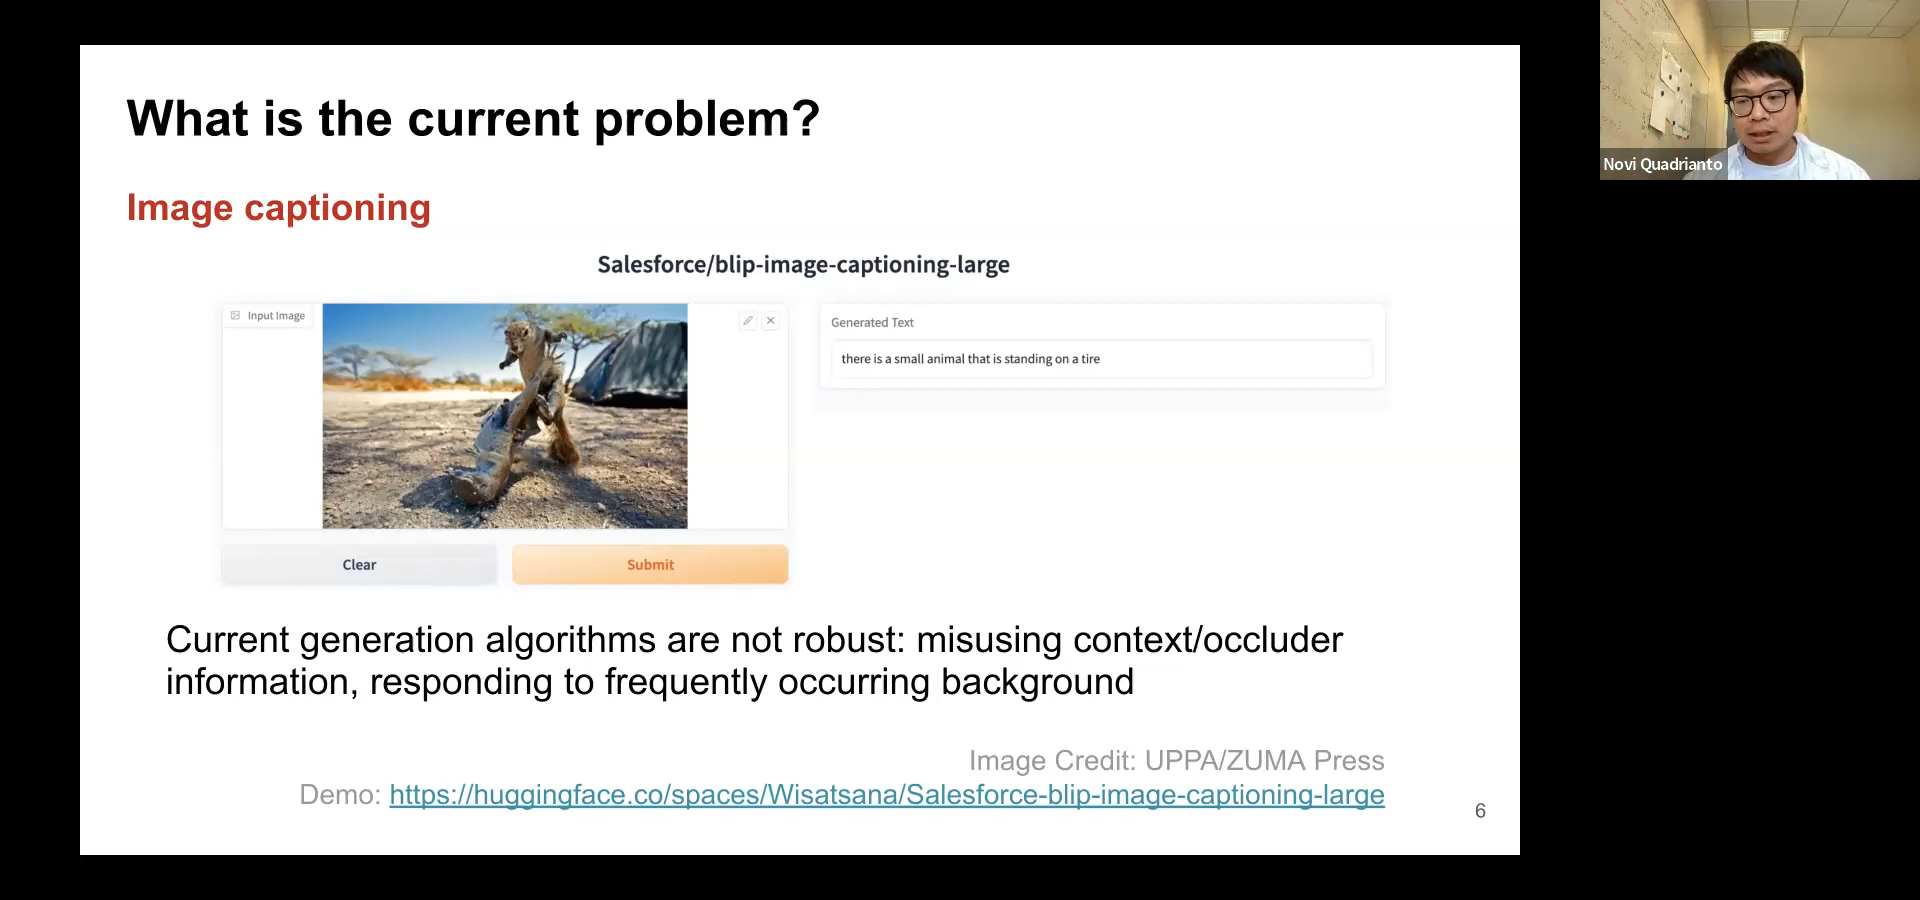 What is the current problem?
Image captioning
Salesforce/blip-image-captioning-large
Input Image
Generated Text
there is a small animal that is standing on a tire
Clear
Submit
Current generation algorithms are not robust: misusing context/occluder
information, responding to frequently occurring background
Image Credit: UPPA/ZUMA Press
Demo: https://huggingface.co/spaces/Wisatsana/Salesforce-blip-image-captioning-large
6
Novi Quadrianto